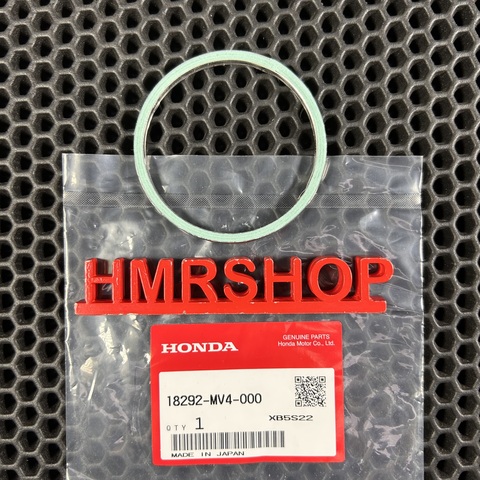 HMRSHOP
GENUINE PARTS
Honda Motor Co., Ltd.
HONDA
18292-MV4-000
XB5S22
QTY 1
MADE IN JAPAN